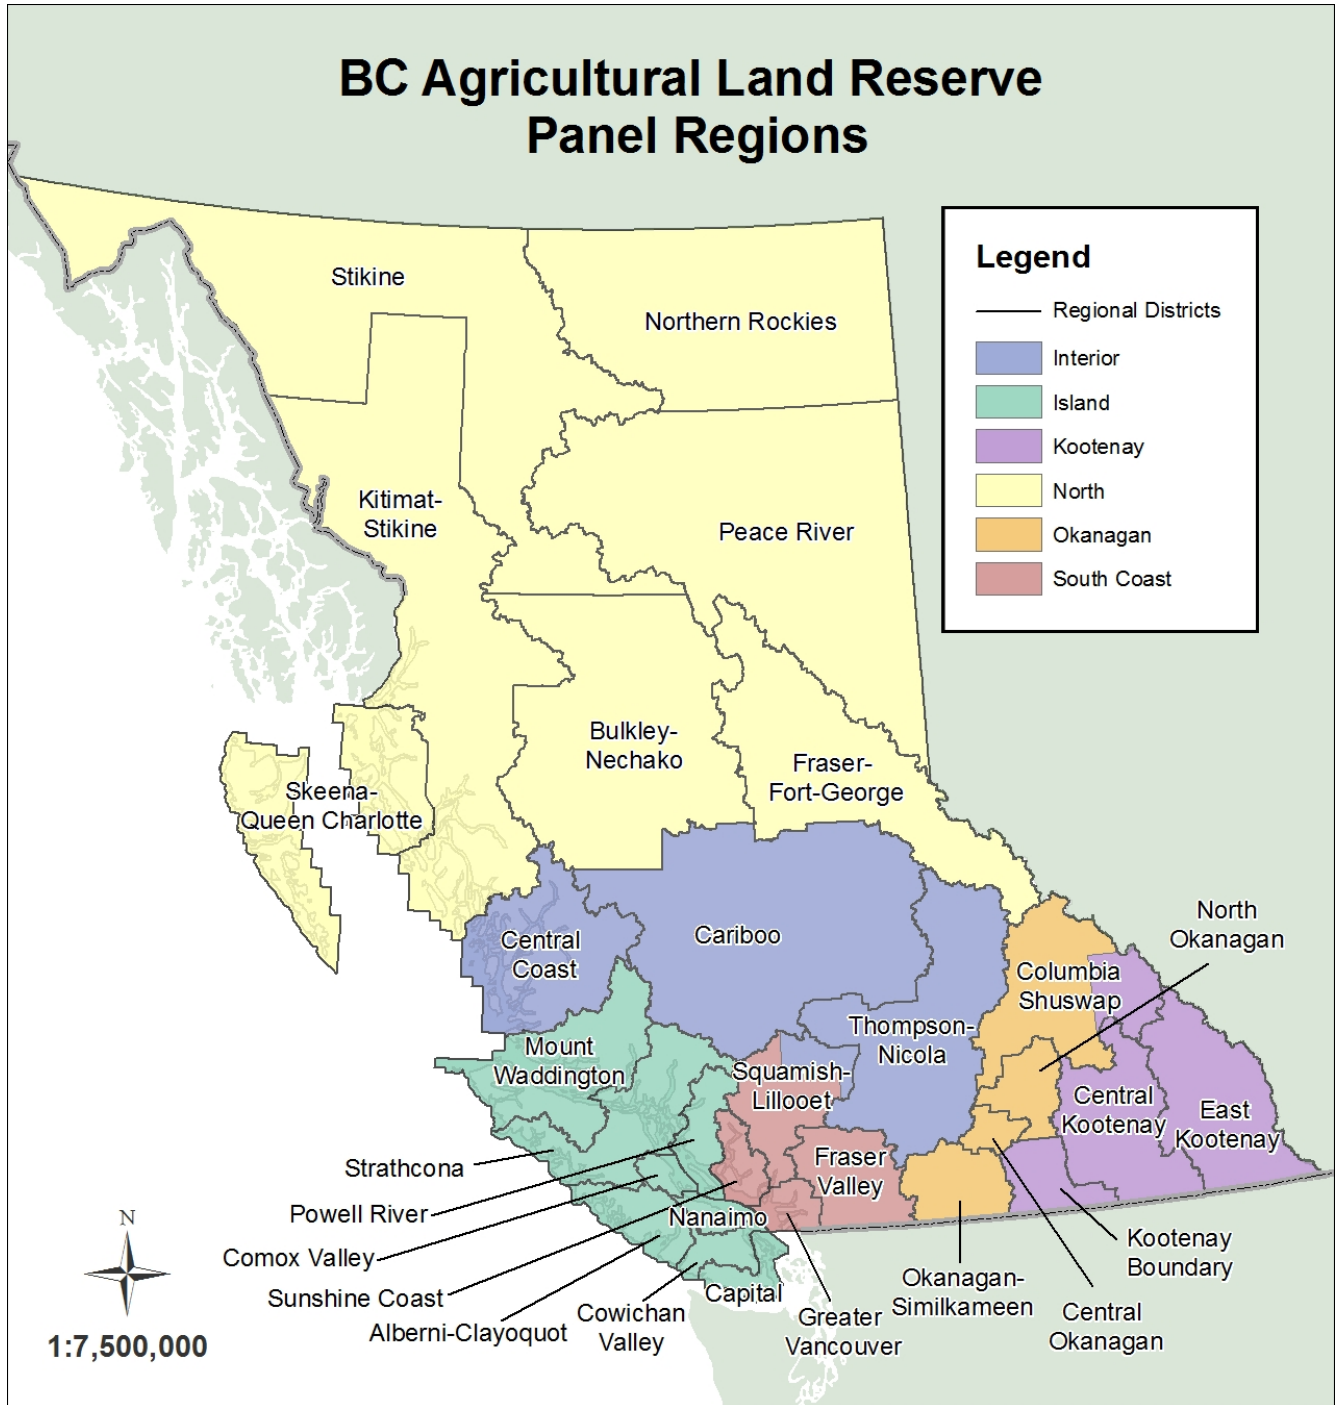 BC Agricultural Land Reserve
Panel Regions
Legend
Regional Districts
Interior
Island
Kootenay
North
Okanagan
South Coast
Stikine
Northern Rockies
Kitimat-
Stikine
Peace River
Bulkley-
Nechako
Fraser-
Fort-George
Skeena-
Queen Charlotte
North
Okanagan
Central
Coast
Cariboo
Columbia
Shuswap
Thompson-
Nicola
Mount
Waddington
Squamish-
Lillooet
Central
Kootenay
East
Kootenay
Fraser
Valley
Strathcona
Powell River
Nanaimo
Comox Valley
Sunshine Coast
Alberni-Clayoquot
Cowichan
Valley
Capital
Greater
Vancouver
Okanagan-
Similkameen
Central
Okanagan
Kootenay
Boundary
N
1:7,500,000